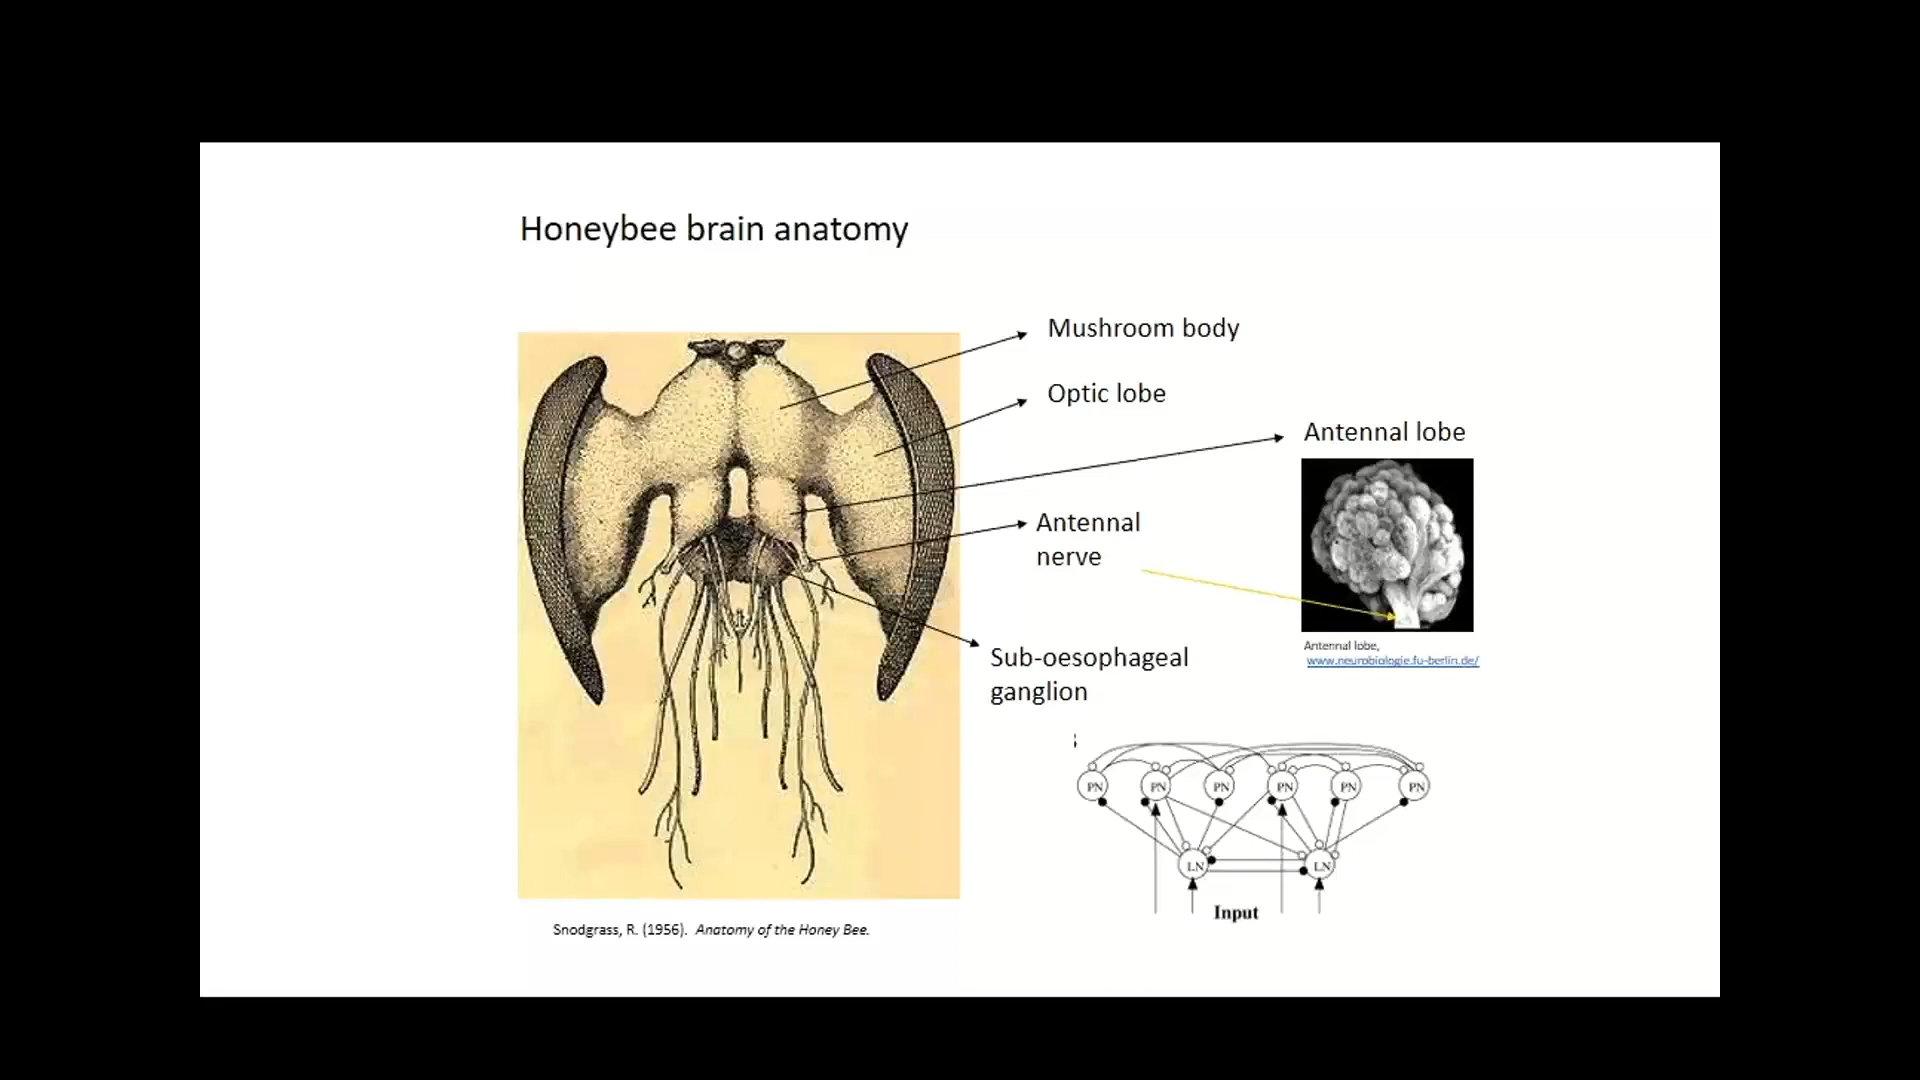 Honeybee brain anatomy
Mushroom body
Optic lobe
Antennal lobe
Antennal
nerve
Antennal lobe,
www.neurobiologie.fu-berlin.de/
Sub-oesophageal
ganglion
PN PN PN PN PN PN
LN LN
Input
Snodgrass, R. (1956). Anatomy of the Honey Bee.